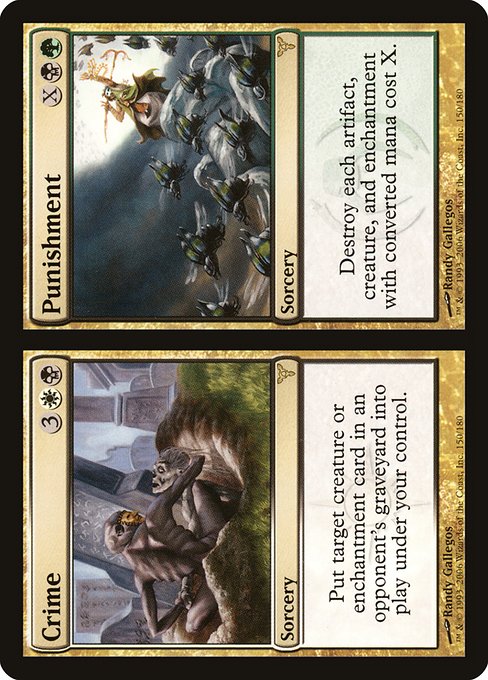 Crime
3
Sorcery
Put target creature or
enchantment card in an
opponent's graveyard into
play under your control.
Randy Gallegos
™ & © 1993–2006 Wizards of the Coast, Inc. 150/180
Punishment
X
Sorcery
Destroy each artifact,
creature, and enchantment
with converted mana cost X.
Randy Gallegos
™ & © 1993–2006 Wizards of the Coast, Inc. 150/180